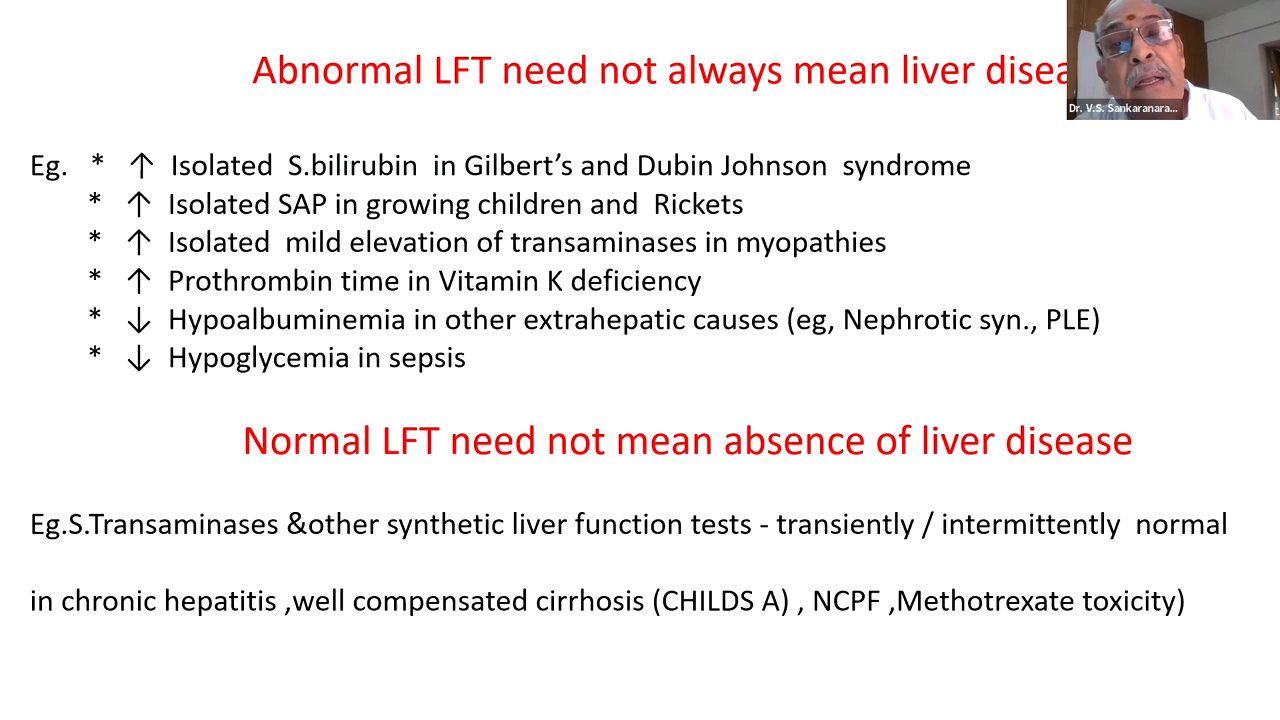 Abnormal LFT need not always mean liver disea
Dr. V.S. Sankaranara...
Eg. * ↑ Isolated S.bilirubin in Gilbert’s and Dubin Johnson syndrome
* ↑ Isolated SAP in growing children and Rickets
* ↑ Isolated mild elevation of transaminases in myopathies
* ↑ Prothrombin time in Vitamin K deficiency
* ↓ Hypoalbuminemia in other extrahepatic causes (eg, Nephrotic syn., PLE)
* ↓ Hypoglycemia in sepsis
Normal LFT need not mean absence of liver disease
Eg.S.Transaminases &other synthetic liver function tests - transiently / intermittently normal
in chronic hepatitis ,well compensated cirrhosis (CHILDS A) , NCPF ,Methotrexate toxicity)